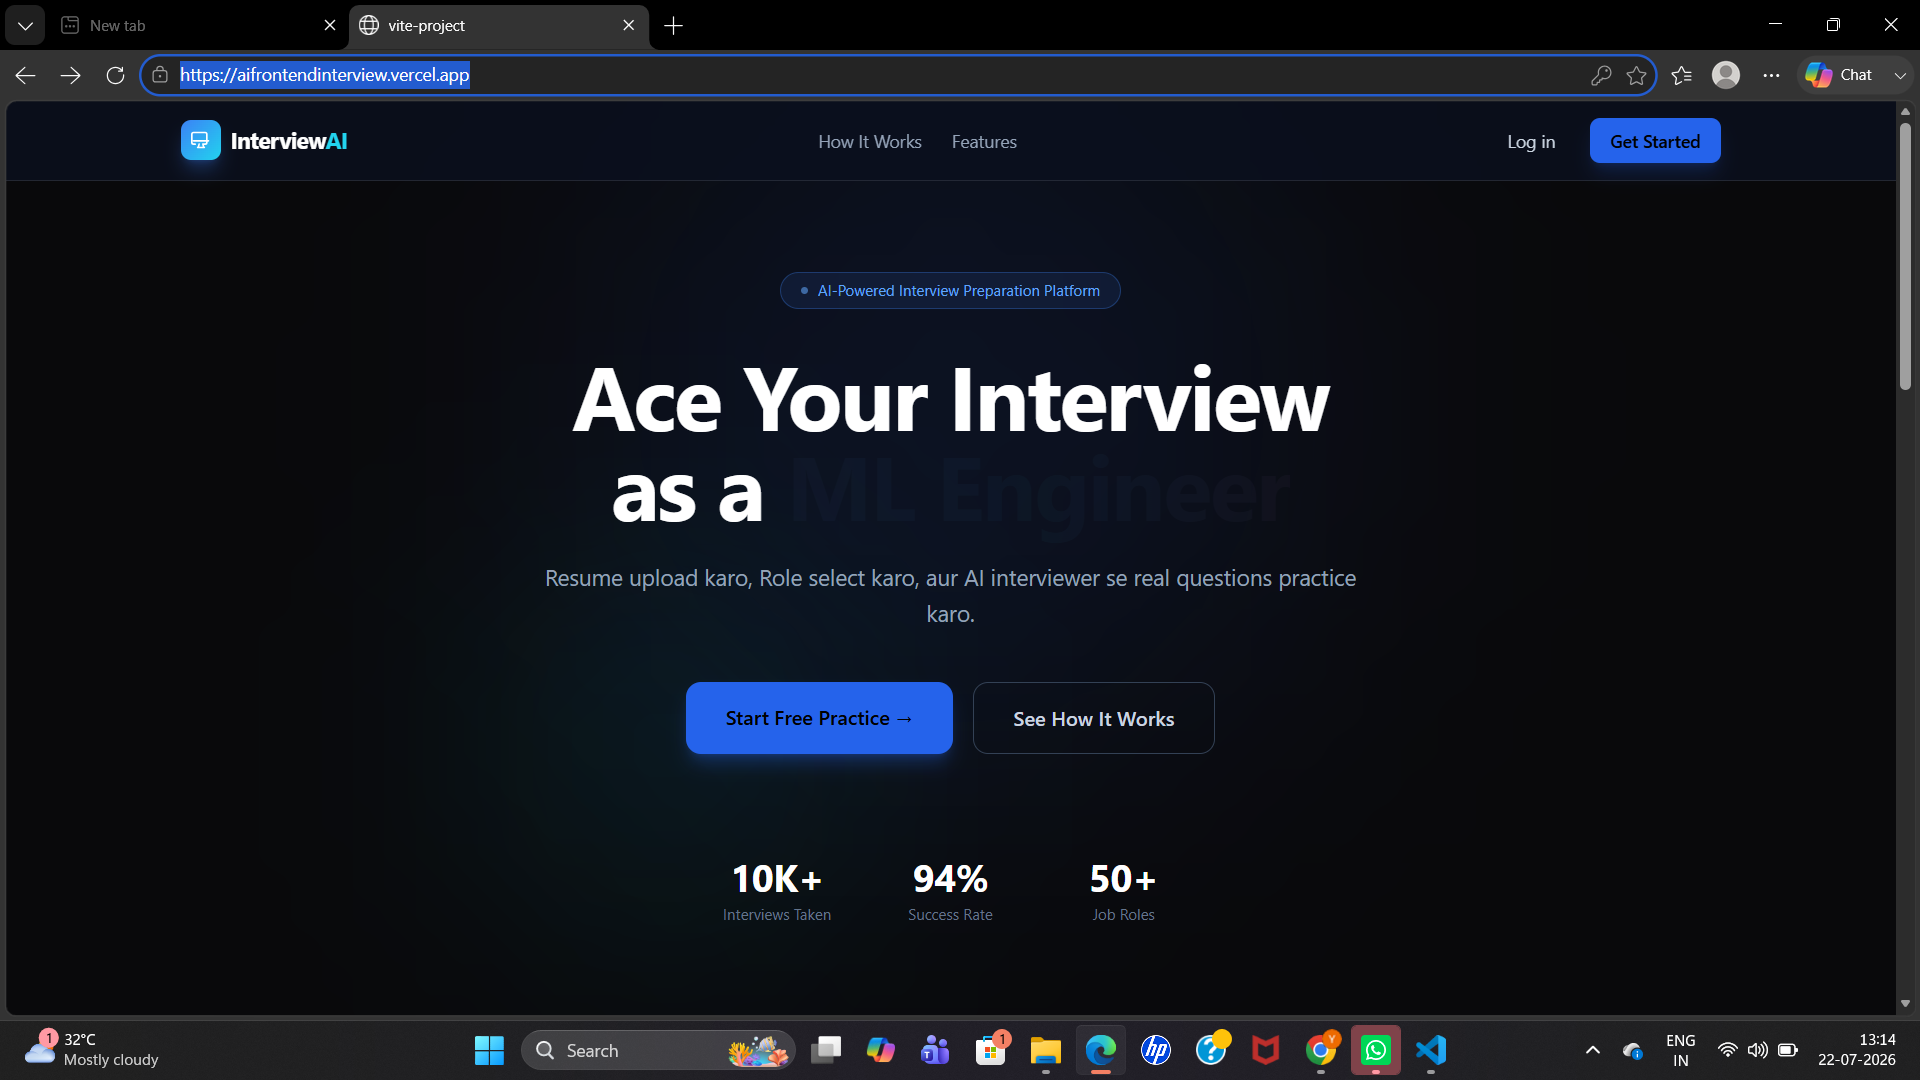 New tab
vite-project
https://aifrontendinterview.vercel.app
Chat
InterviewAI
How It Works
Features
Log in
Get Started
AI-Powered Interview Preparation Platform
Ace Your Interview
as a ML Engineer
Resume upload karo, Role select karo, aur AI interviewer se real questions practice
karo.
Start Free Practice →
See How It Works
10K+
94%
50+
Interviews Taken
Success Rate
Job Roles
1
32°C
Mostly cloudy
Search
T
1
hp
?
Y
ENG
IN
13:14
22-07-2026